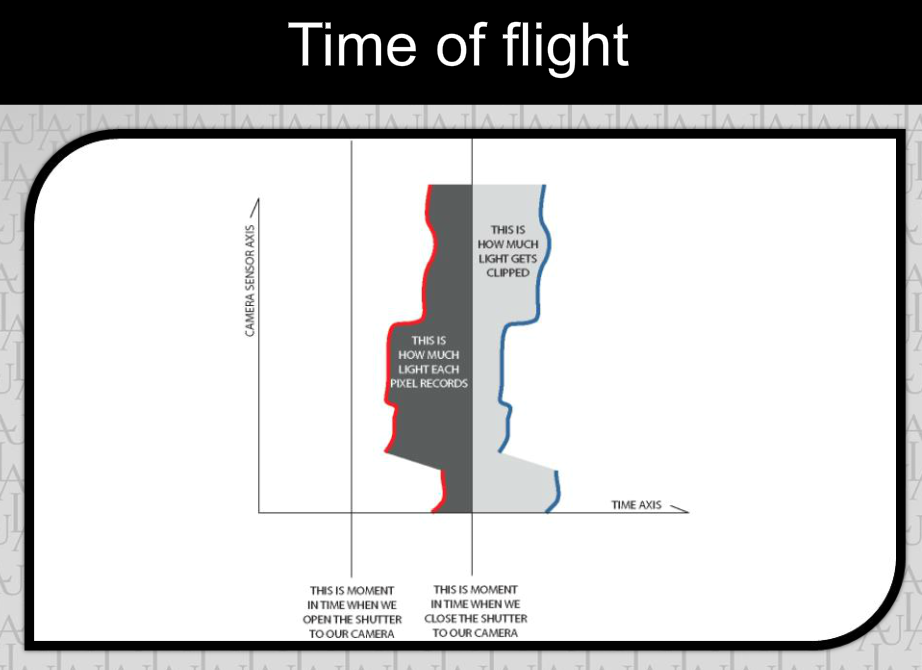 Time of flight
CAMERA SENSOR AXIS
THIS IS
HOW MUCH
LIGHT GETS
CLIPPED
THIS IS
HOW MUCH
LIGHT EACH
PIXEL RECORDS
TIME AXIS
THIS IS MOMENT
IN TIME WHEN WE
OPEN THE SHUTTER
TO OUR CAMERA
THIS IS MOMENT
IN TIME WHEN WE
CLOSE THE SHUTTER
TO OUR CAMERA